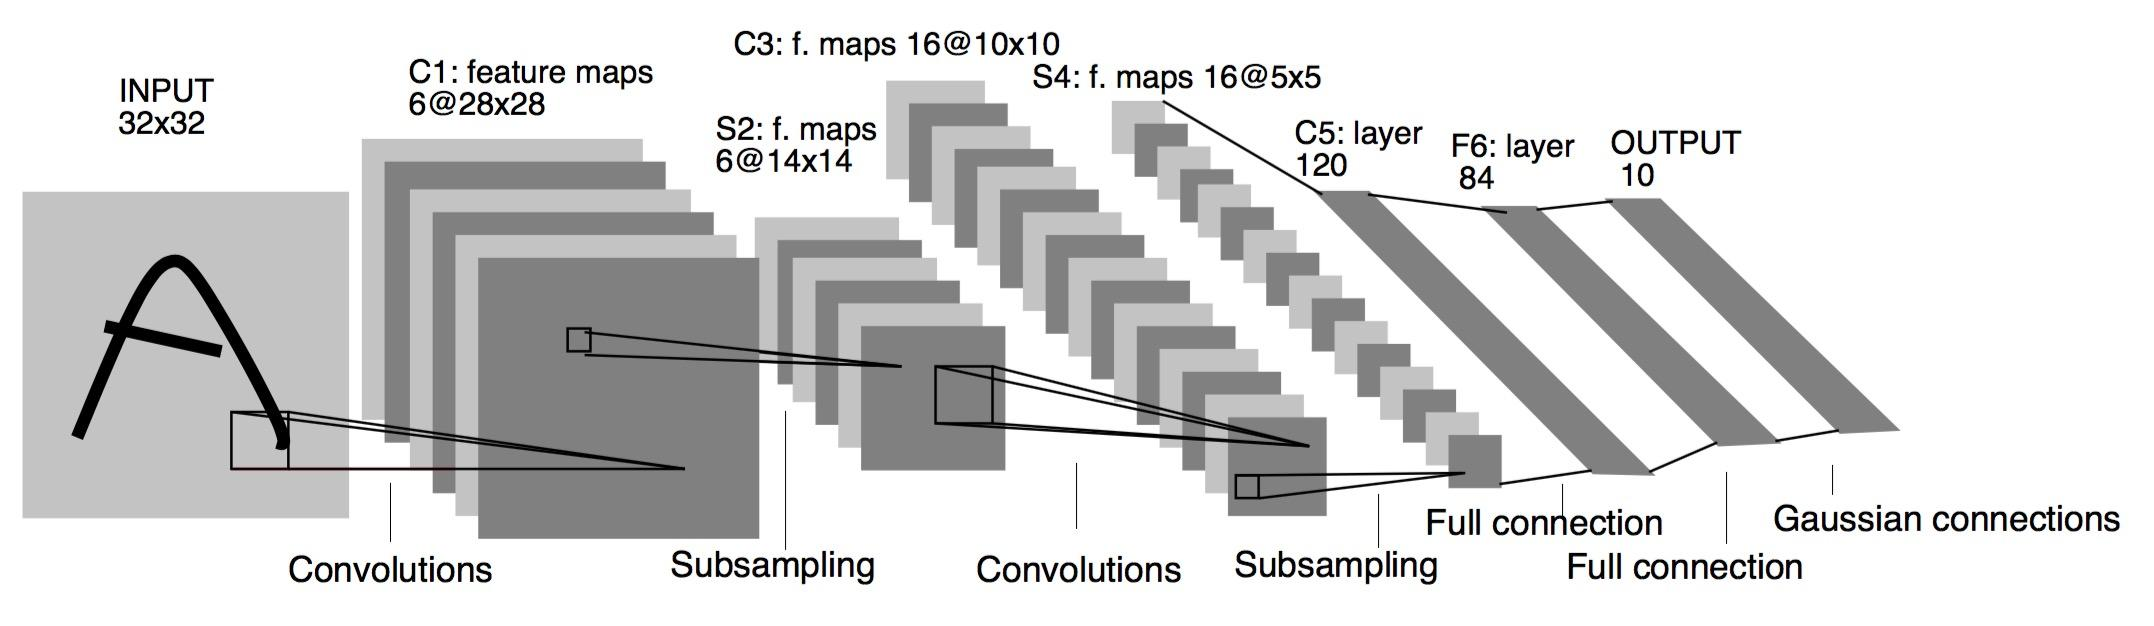 INPUT
32x32
C1: feature maps
6@28x28
S2: f. maps
6@14x14
C3: f. maps 16@10x10
S4: f. maps 16@5x5
C5: layer
120
F6: layer
84
OUTPUT
10
Convolutions
Subsampling
Convolutions
Subsampling
Full connection
Full connection
Gaussian connections